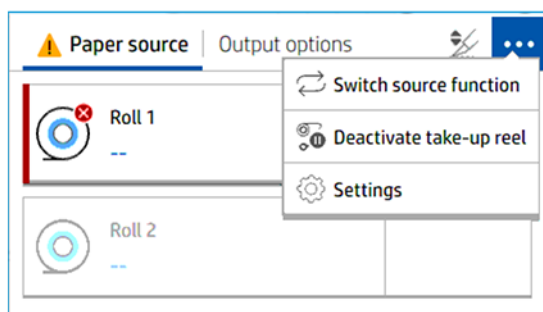 Paper source
Output options
Switch source function
Roll 1
--
Deactivate take-up reel
Settings
Roll 2
--